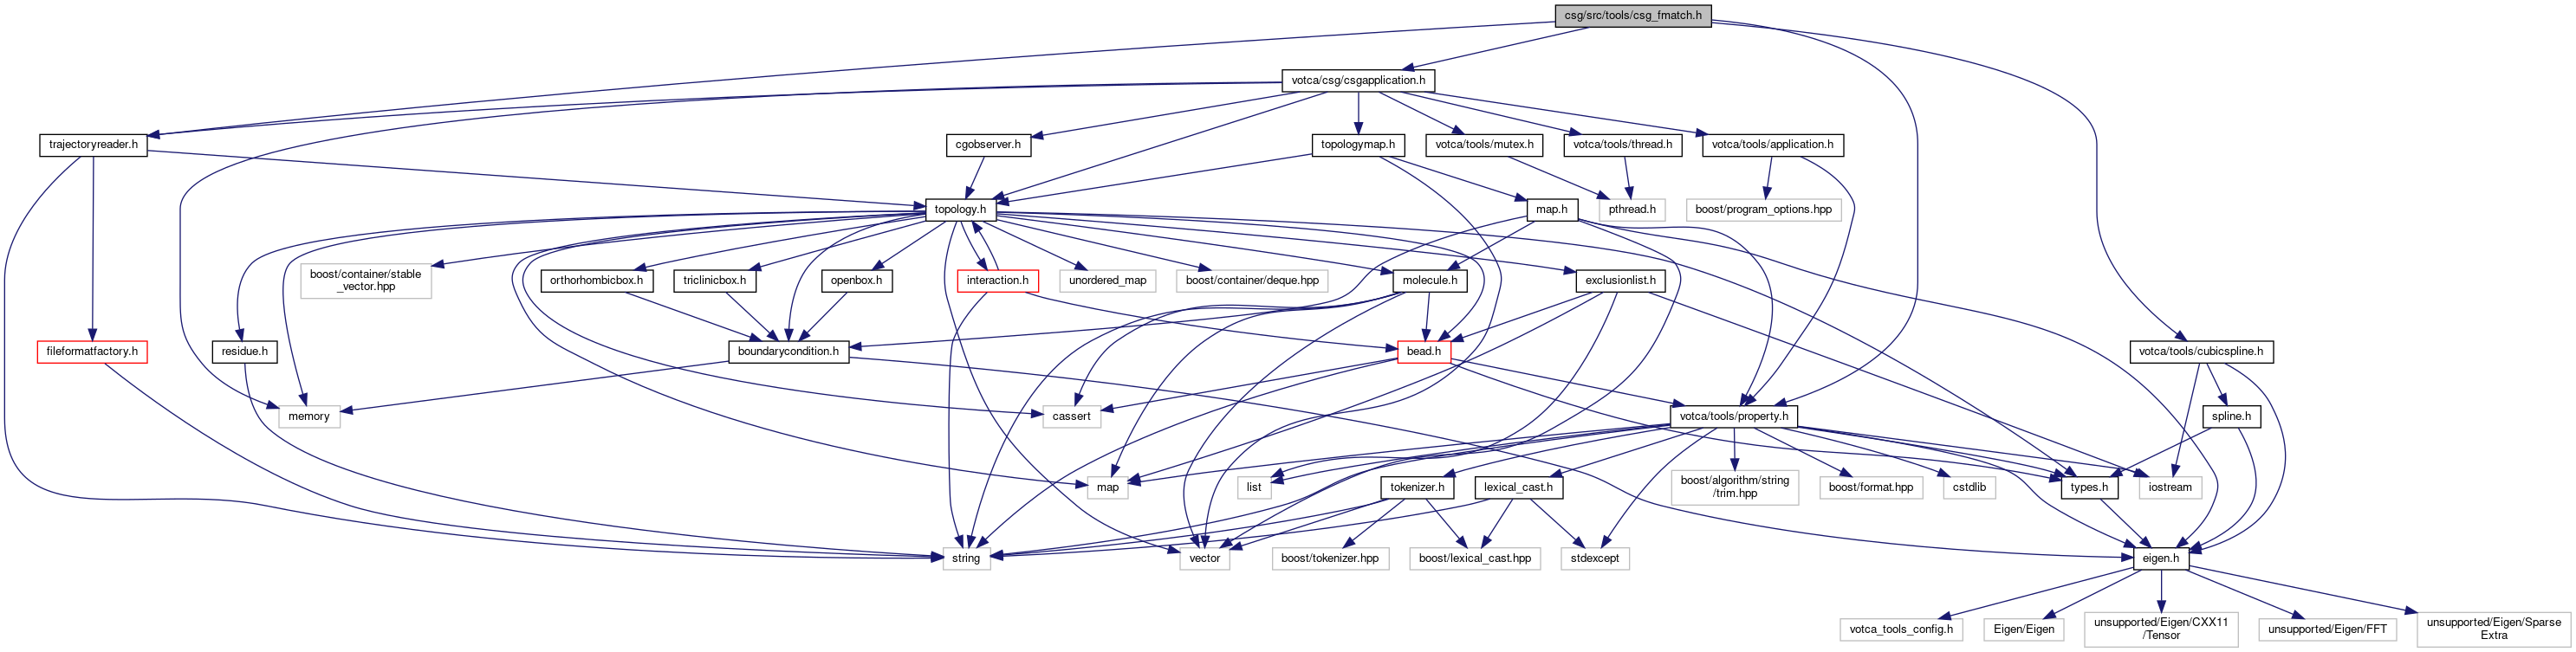 csg/src/tools/csg_fmatch.h
votca/csg/csgapplication.h
trajectoryreader.h
cgobserver.h
topologymap.h
votca/tools/mutex.h
votca/tools/thread.h
votca/tools/application.h
topology.h
map.h
pthread.h
boost/program_options.hpp
boost/container/stable
_vector.hpp
orthorhombicbox.h
triclinicbox.h
openbox.h
interaction.h
unordered_map
boost/container/deque.hpp
molecule.h
exclusionlist.h
fileformatfactory.h
residue.h
boundarycondition.h
bead.h
votca/tools/cubicspline.h
memory
cassert
votca/tools/property.h
spline.h
map
list
tokenizer.h
lexical_cast.h
boost/algorithm/string
/trim.hpp
boost/format.hpp
cstdlib
types.h
iostream
string
vector
boost/tokenizer.hpp
boost/lexical_cast.hpp
stdexcept
eigen.h
votca_tools_config.h
Eigen/Eigen
unsupported/Eigen/CXX11
/Tensor
unsupported/Eigen/FFT
unsupported/Eigen/Sparse
Extra